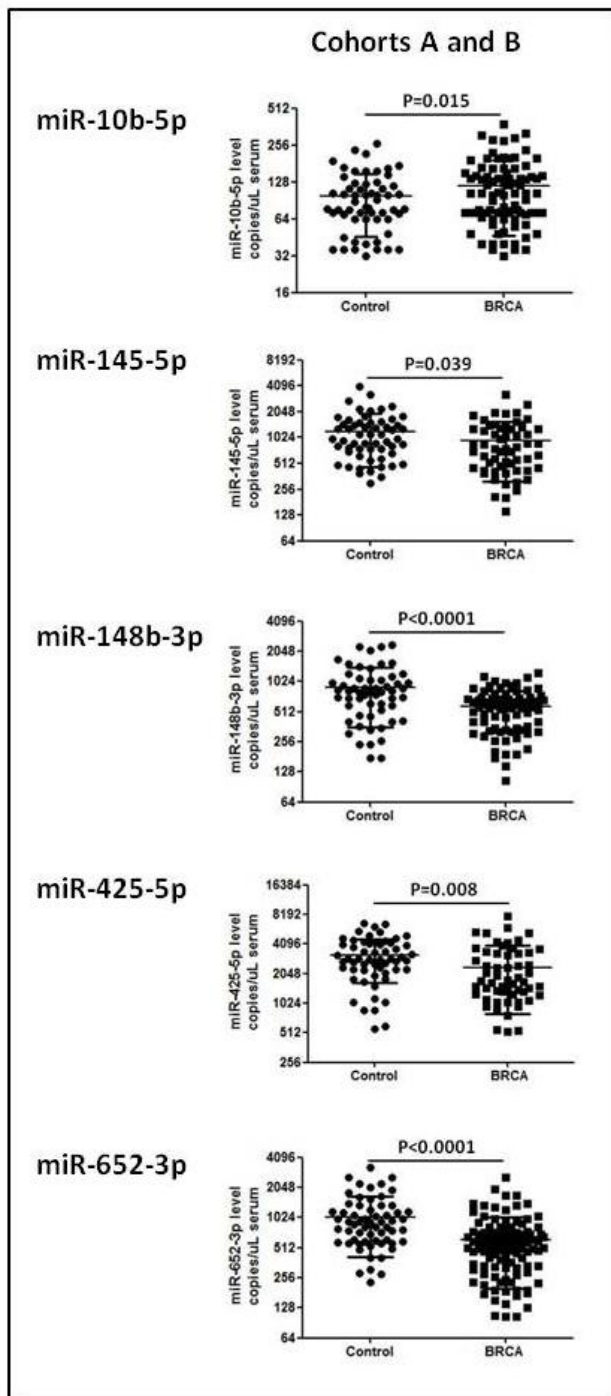 Cohorts A and B
miR-10b-5p
P=0.015
miR-10b-5p level
copies/uL serum
512
256
128
64
32
16
Control
BRCA
miR-145-5p
P=0.039
miR-145-5p level
copies/uL serum
8192
4096
2048
1024
512
256
128
64
Control
BRCA
miR-148b-3p
P<0.0001
miR-148b-3p level
copies/uL serum
4096
2048
1024
512
256
128
64
Control
BRCA
miR-425-5p
P=0.008
miR-425-5p level
copies/uL serum
16384
8192
4096
2048
1024
512
256
Control
BRCA
miR-652-3p
P<0.0001
miR-652-3p level
copies/uL serum
4096
2048
1024
512
256
128
64
Control
BRCA